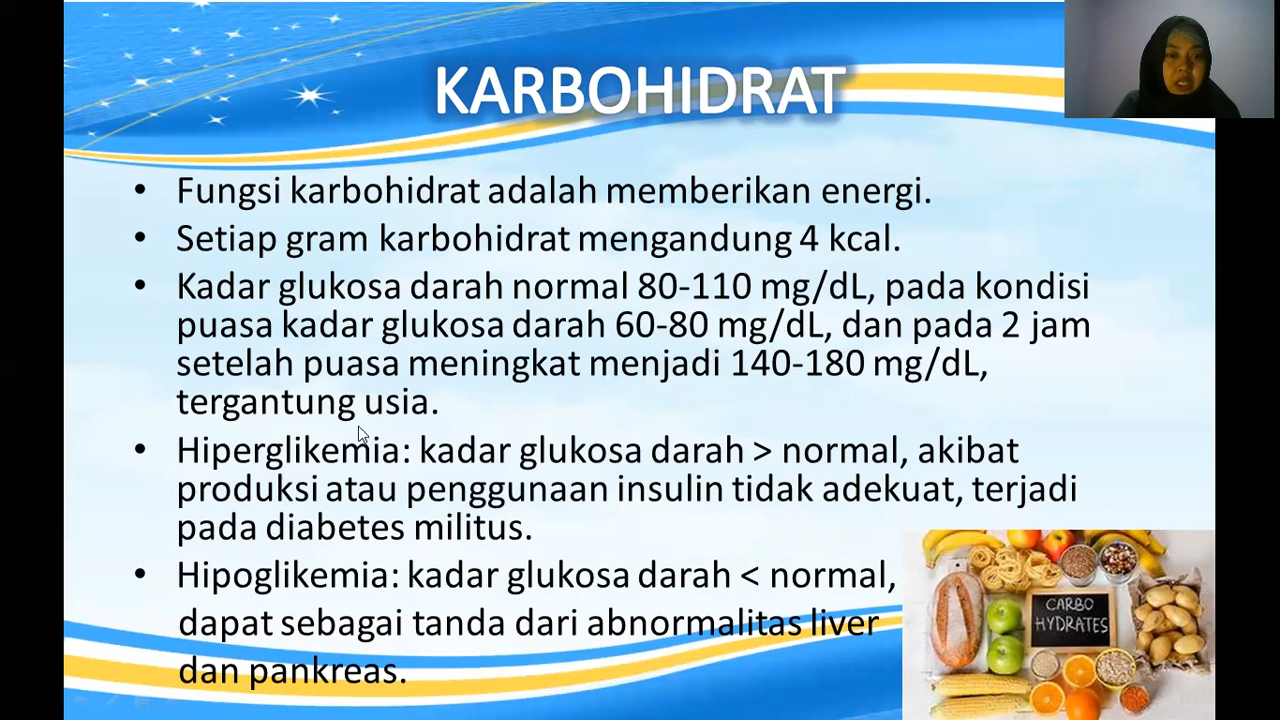 KARBOHIDRAT
• Fungsi karbohidrat adalah memberikan energi.
• Setiap gram karbohidrat mengandung 4 kcal.
• Kadar glukosa darah normal 80-110 mg/dL, pada kondisi
puasa kadar glukosa darah 60-80 mg/dL, dan pada 2 jam
setelah puasa meningkat menjadi 140-180 mg/dL,
tergantung usia.
• Hiperglikemia: kadar glukosa darah > normal, akibat
produksi atau penggunaan insulin tidak adekuat, terjadi
pada diabetes militus.
• Hipoglikemia: kadar glukosa darah < normal,
dapat sebagai tanda dari abnormalitas liver
dan pankreas.
CARBO
HYDRATES